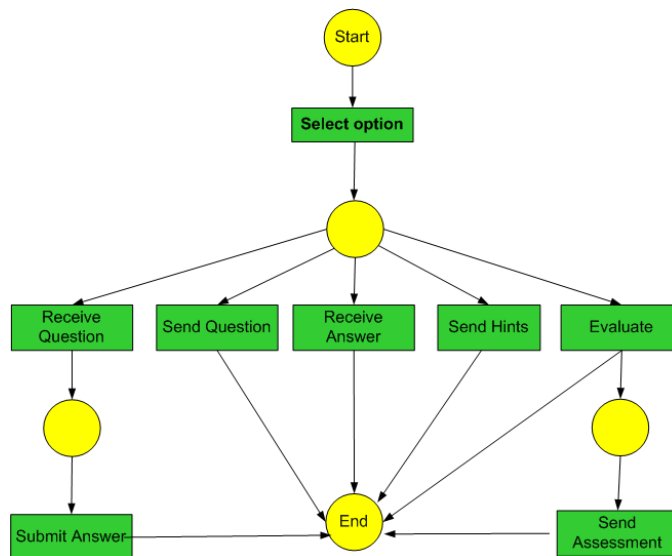 Start
Select option
Receive
Question
Send Question
Receive
Answer
Send Hints
Evaluate
Submit Answer
End
Send
Assessment